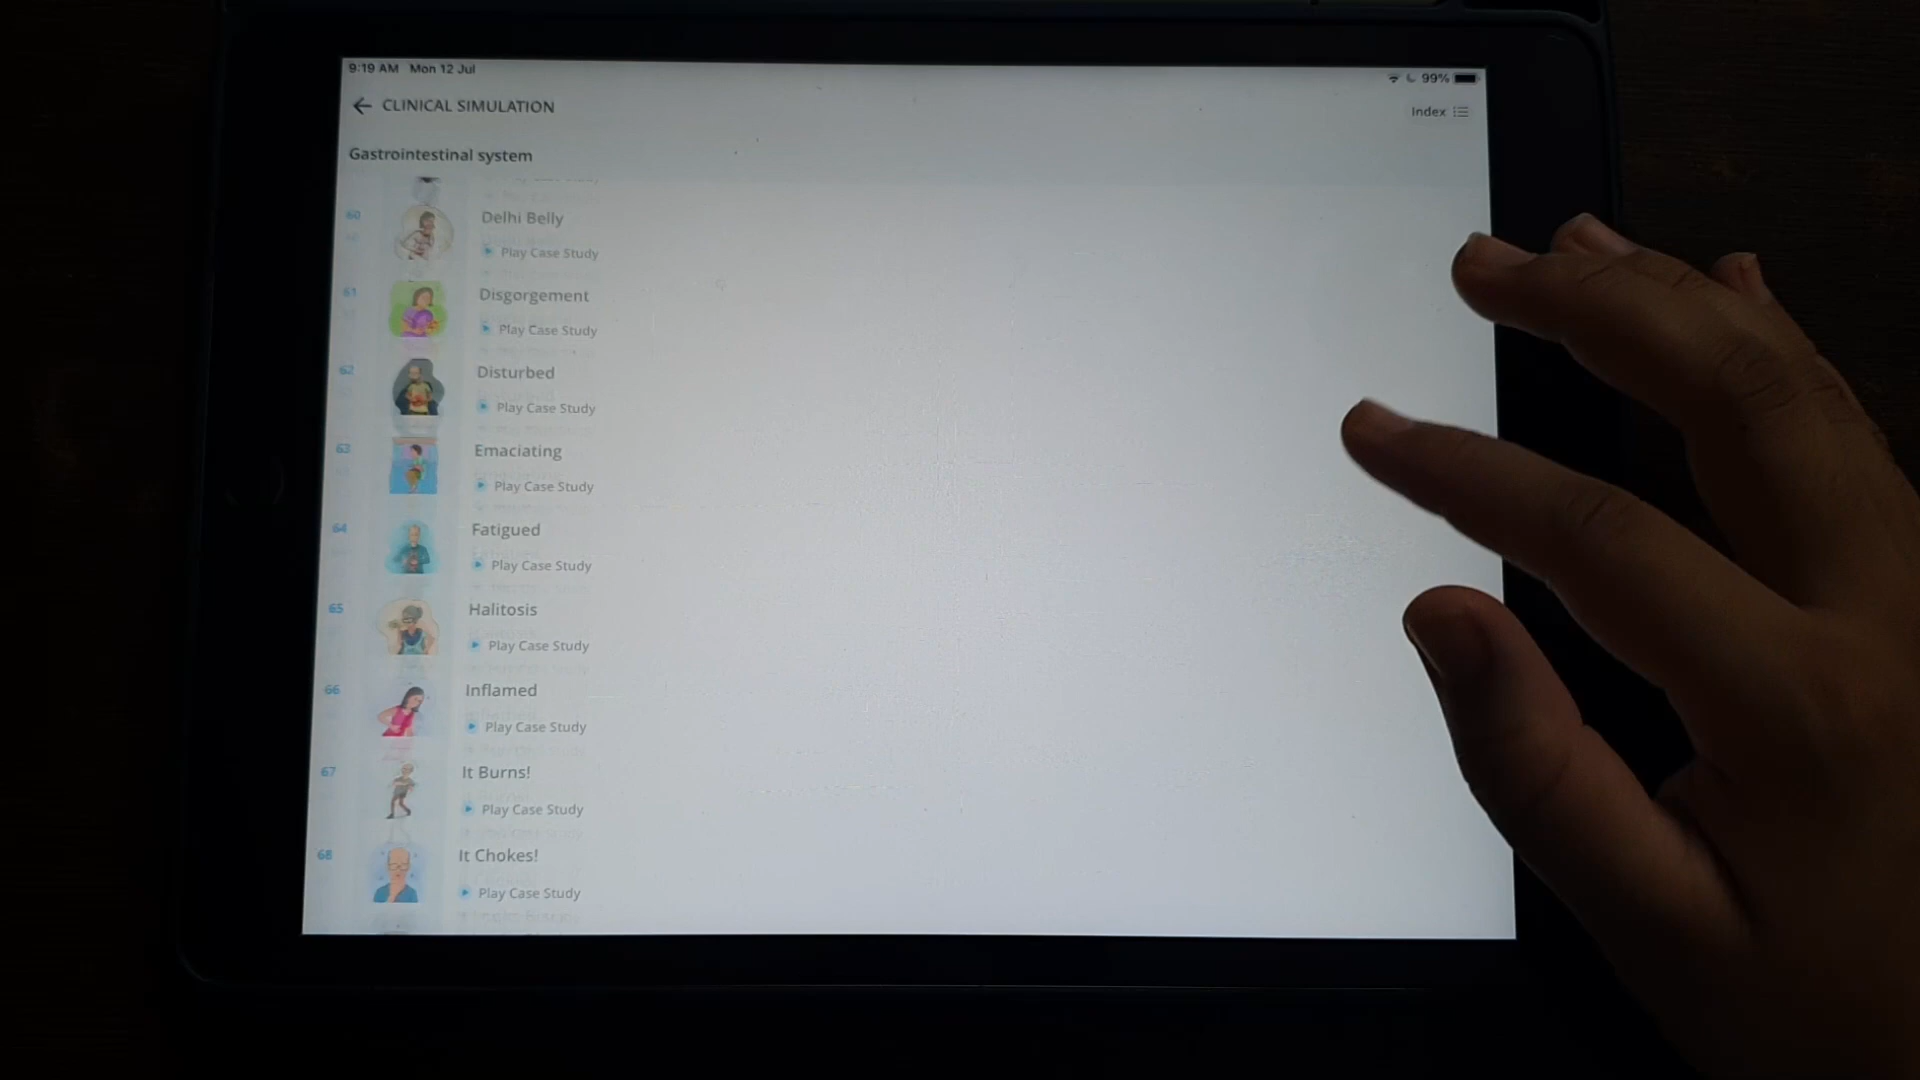 9:19 AM Mon 12 Jul
99%
CLINICAL SIMULATION
Index
Gastrointestinal system
60
Delhi Belly
Play Case Study
61
Disgorgement
Play Case Study
62
Disturbed
Play Case Study
63
Emaciating
Play Case Study
64
Fatigued
Play Case Study
65
Halitosis
Play Case Study
66
Inflamed
Play Case Study
67
It Burns!
Play Case Study
68
It Chokes!
Play Case Study